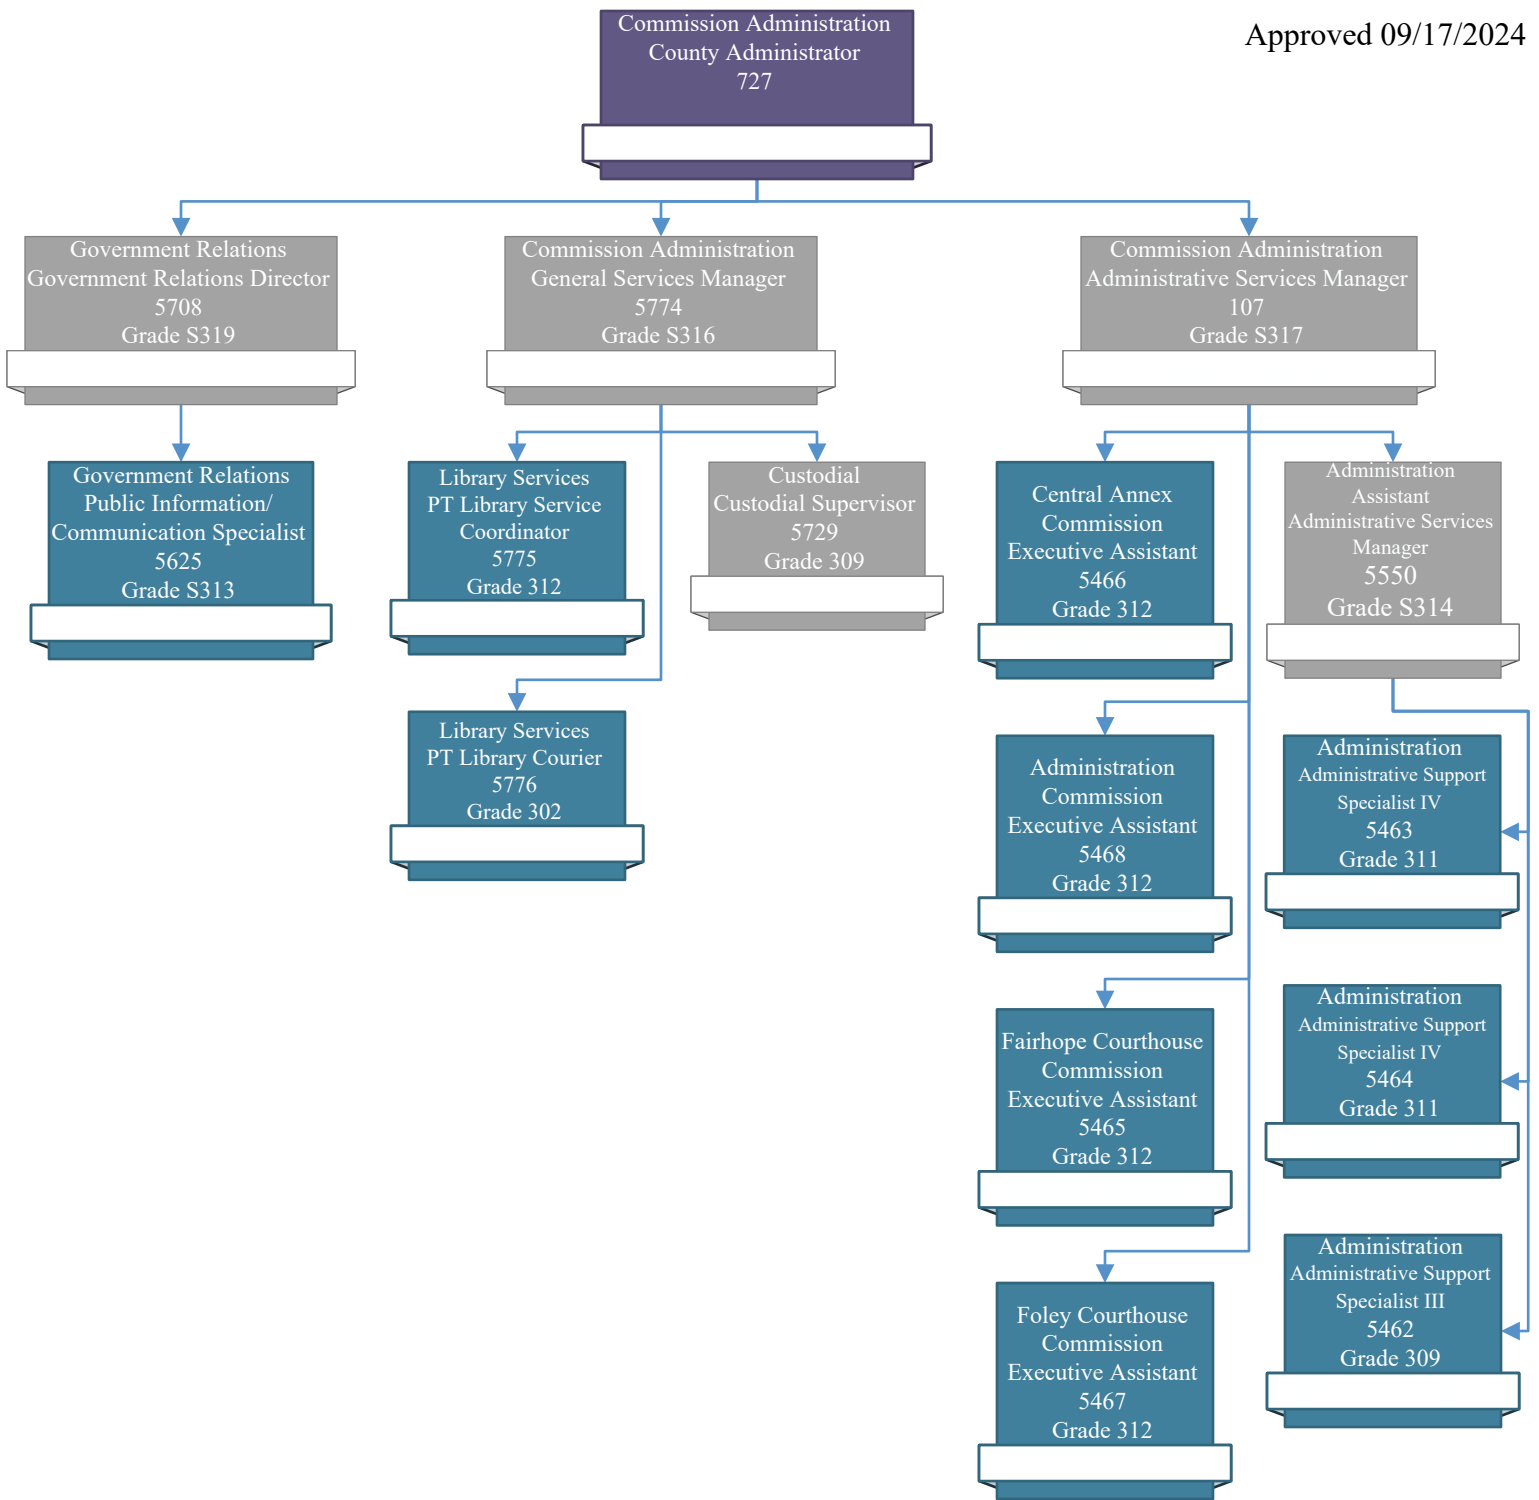 Commission Administration
County Administrator
727
Approved 09/17/2024
Government Relations
Government Relations Director
5708
Grade S319
Commission Administration
General Services Manager
5774
Grade S316
Commission Administration
Administrative Services Manager
107
Grade S317
Government Relations
Public Information/
Communication Specialist
5625
Grade S313
Library Services
PT Library Service
Coordinator
5775
Grade 312
Custodial
Custodial Supervisor
5729
Grade 309
Central Annex
Commission
Executive Assistant
5466
Grade 312
Administration
Assistant
Administrative Services
Manager
5550
Grade S314
Library Services
PT Library Courier
5776
Grade 302
Administration
Commission
Executive Assistant
5468
Grade 312
Administration
Administrative Support
Specialist IV
5463
Grade 311
Fairhope Courthouse
Commission
Executive Assistant
5465
Grade 312
Administration
Administrative Support
Specialist IV
5464
Grade 311
Foley Courthouse
Commission
Executive Assistant
5467
Grade 312
Administration
Administrative Support
Specialist III
5462
Grade 309